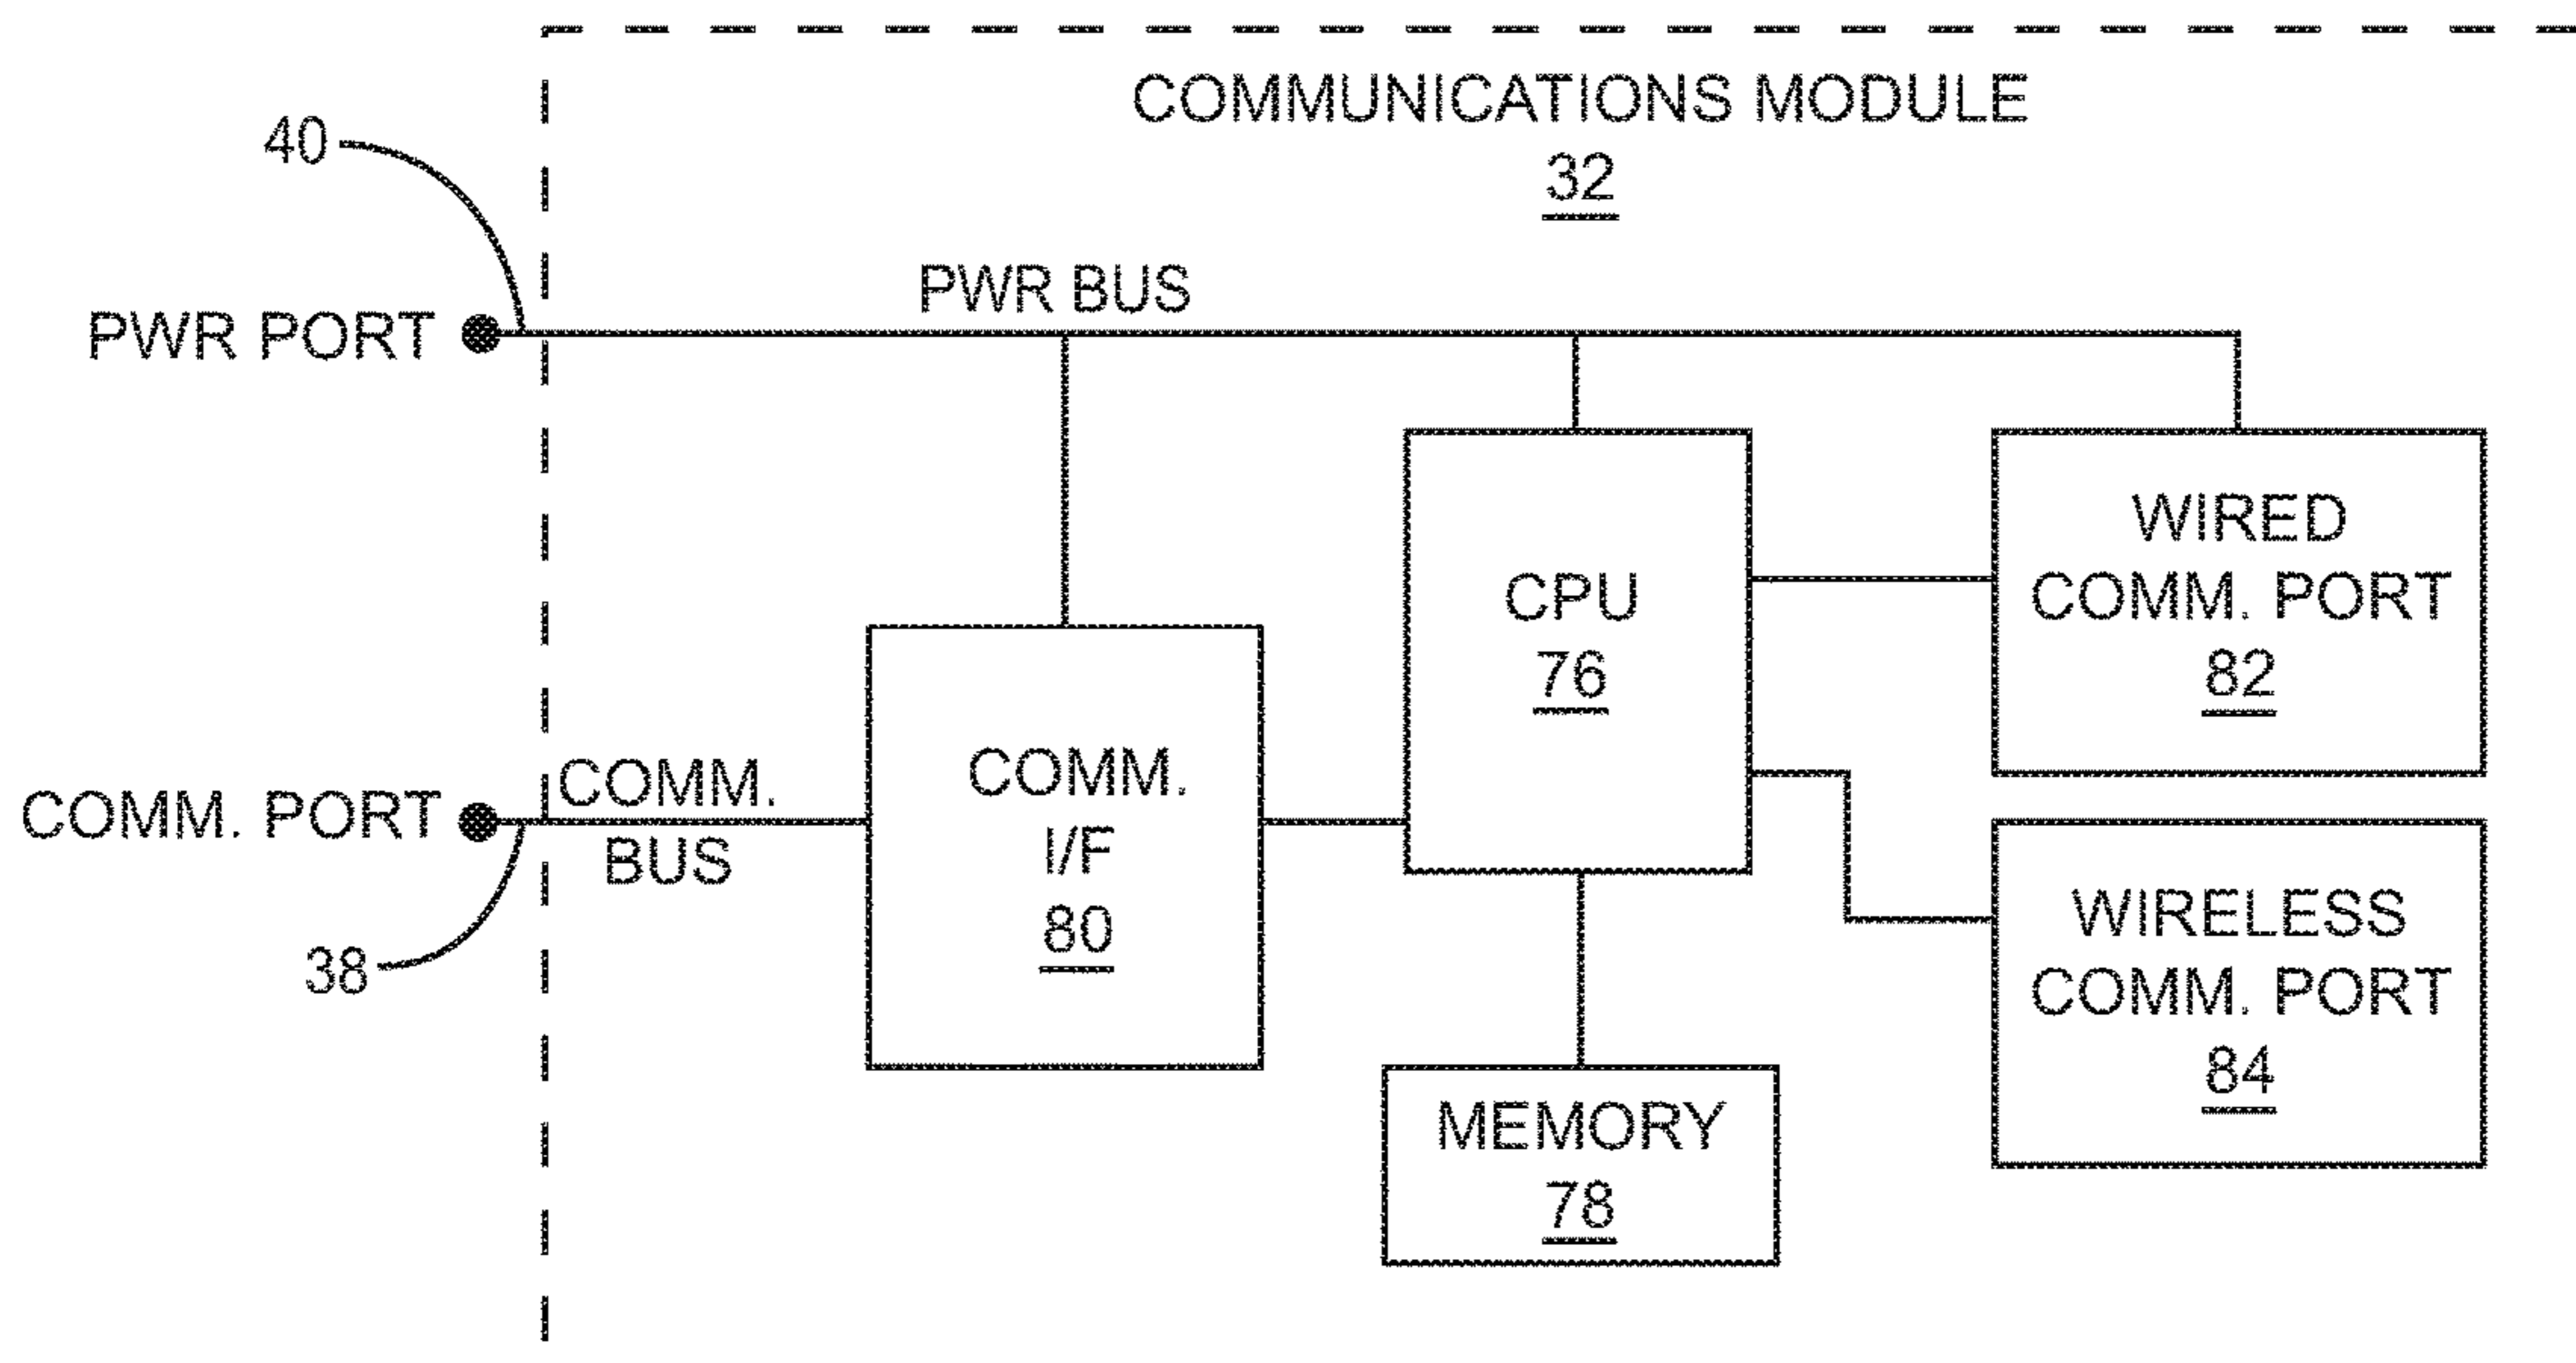 COMMUNICATIONS MODULE
32
40
PWR BUS
PWR PORT
WIRED
COMM. PORT
82
CPU
76
COMM. PORT
COMM.
BUS
38
COMM.
I/F
80
WIRELESS
COMM. PORT
84
MEMORY
78